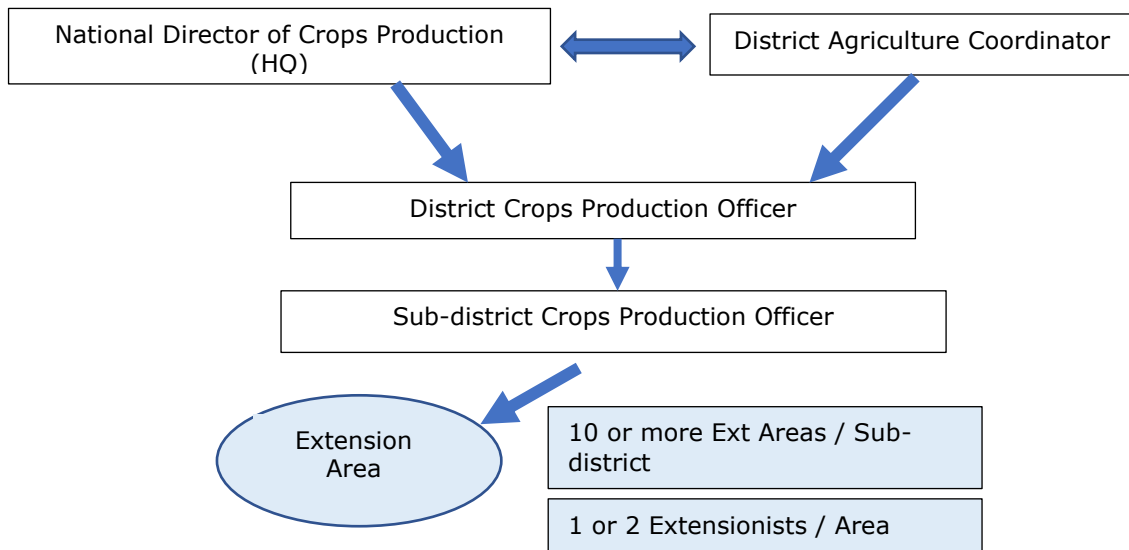 National Director of Crops Production
(HQ)
District Agriculture Coordinator
District Crops Production Officer
Sub-district Crops Production Officer
Extension
Area
10 or more Ext Areas / Sub-
district
1 or 2 Extensionists / Area